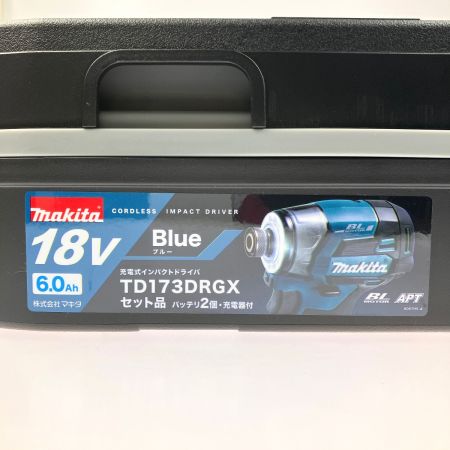 makita
CORDLESS IMPACT DRIVER
18V
Blue
ブルー
6.0Ah
充電式インパクトドライバ
TD173DRGX
株式会社マキタ
セット品 バッテリ2個・充電器付
BL
MOTOR
makita
BL
MOTOR
APT